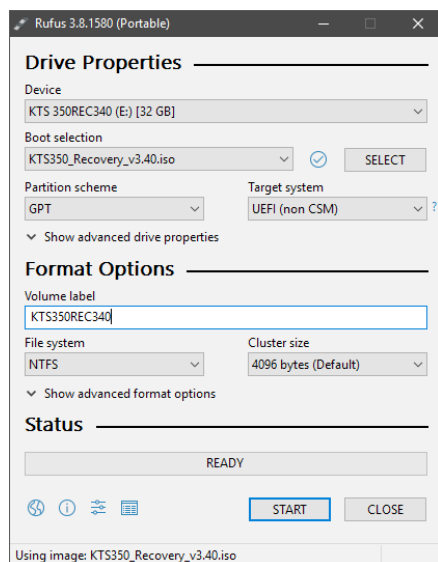 Rufus 3.8.1580 (Portable)
Drive Properties
Device
KTS 350REC340 (E:) [32 GB]
Boot selection
KTS350_Recovery_v3.40.iso
SELECT
Partition scheme
Target system
GPT
UEFI (non CSM)
?
Show advanced drive properties
Format Options
Volume label
KTS350REC340
File system
Cluster size
NTFS
4096 bytes (Default)
Show advanced format options
Status
READY
START
CLOSE
Using image: KTS350_Recovery_v3.40.iso